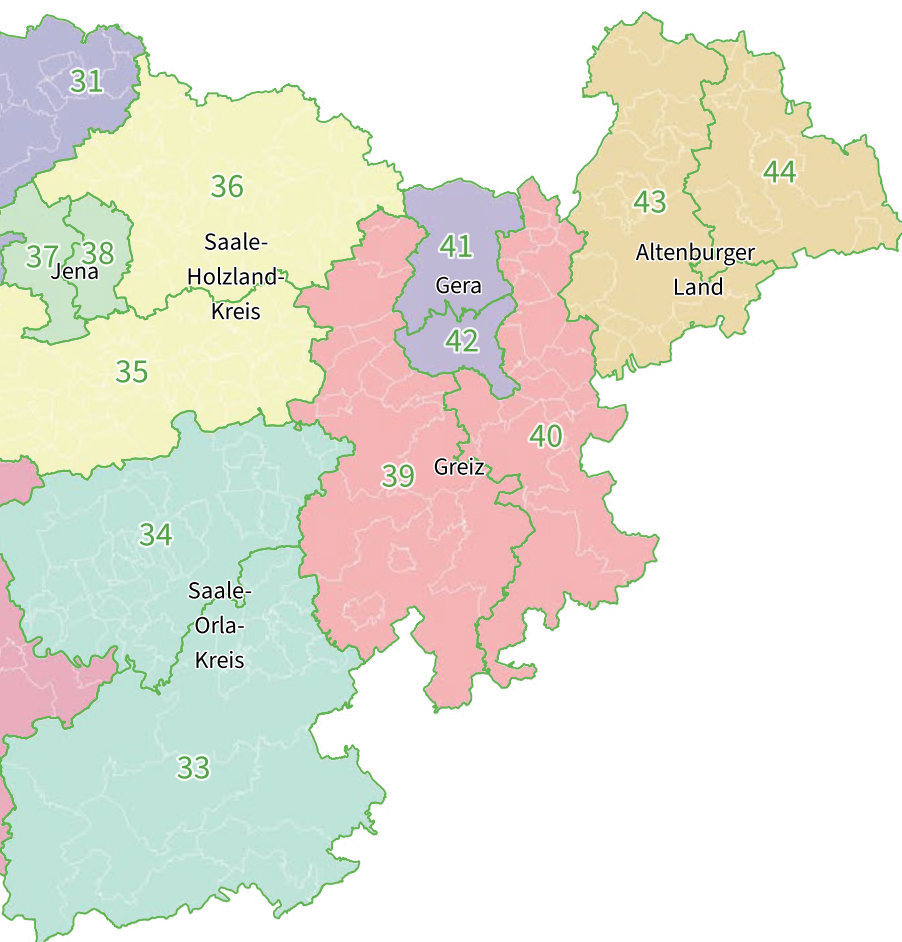 31
44
36
43
41
Saale-
Holzland-
Kreis
37
38
Jena
Altenburger
Land
Gera
42
35
40
39
Greiz
34
Saale-
Orla-
Kreis
33